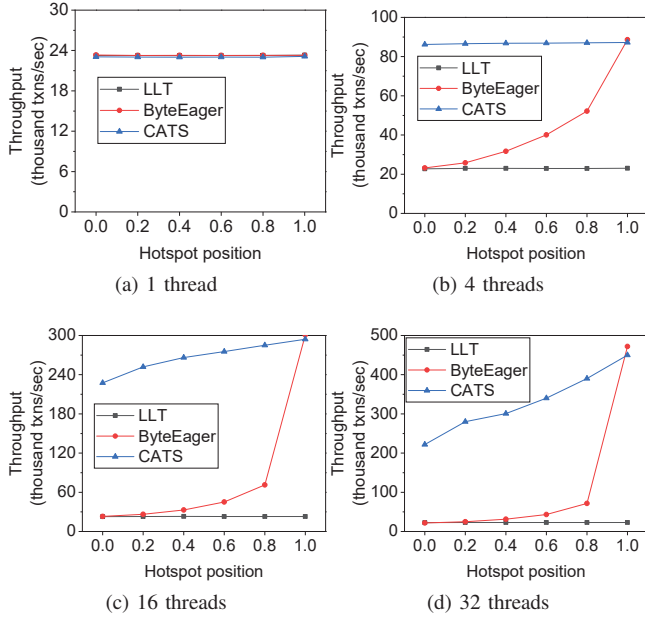 30
24
18
12
6
0
Throughput
(thousand txns/sec)
LLT
ByteEager
CATS
0.0 0.2 0.4 0.6 0.8 1.0
Hotspot position
(a) 1 thread
100
80
60
40
20
0
Throughput
(thousand txns/sec)
LLT
ByteEager
CATS
0.0 0.2 0.4 0.6 0.8 1.0
Hotspot position
(b) 4 threads
300
240
180
120
60
0
Throughput
(thousand txns/sec)
LLT
ByteEager
CATS
0.0 0.2 0.4 0.6 0.8 1.0
Hotspot position
(c) 16 threads
500
400
300
200
100
0
Throughput
(thousand txns/sec)
LLT
ByteEager
CATS
0.0 0.2 0.4 0.6 0.8 1.0
Hotspot position
(d) 32 threads